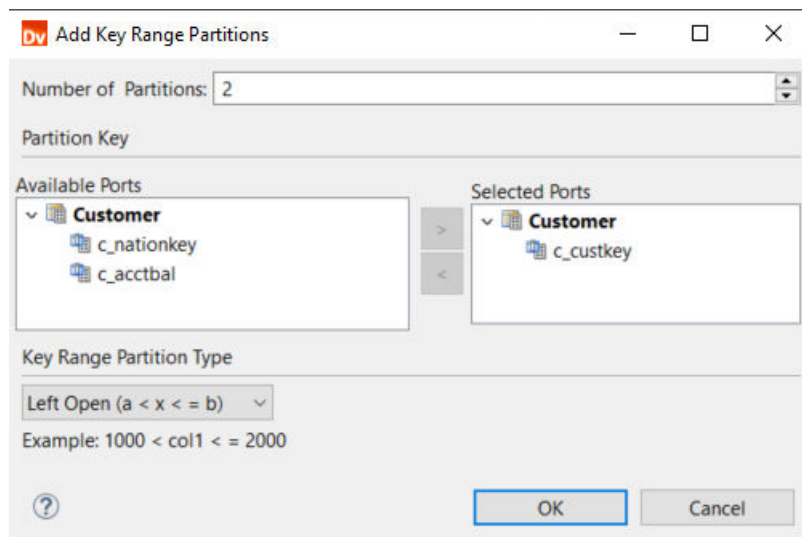 Dv Add Key Range Partitions
Number of Partitions: 2
Partition Key
Available Ports
Customer
c_nationkey
c_acctbal
>
<
Selected Ports
Customer
c_custkey
Key Range Partition Type
Left Open (a < x < = b)
Example: 1000 < col1 < = 2000
?
OK
Cancel